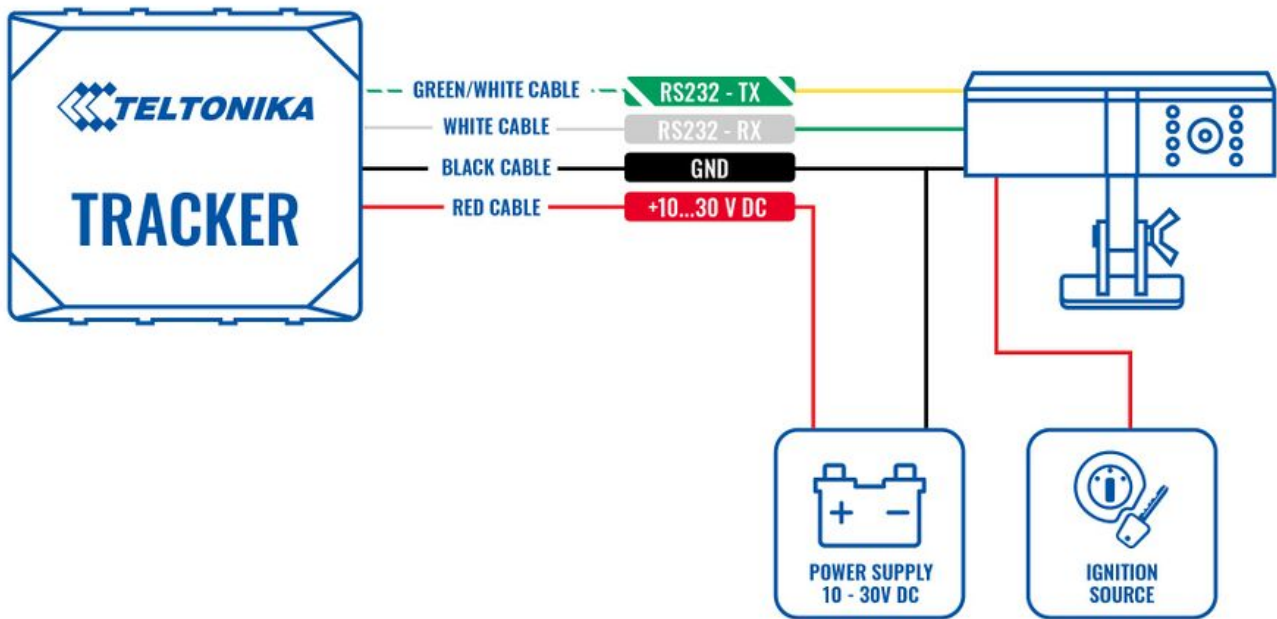 TELTONIKA
TRACKER
GREEN/WHITE CABLE
RS232 - TX
WHITE CABLE
RS232 - RX
BLACK CABLE
GND
RED CABLE
+10...30 V DC
POWER SUPPLY
10 - 30V DC
IGNITION
SOURCE